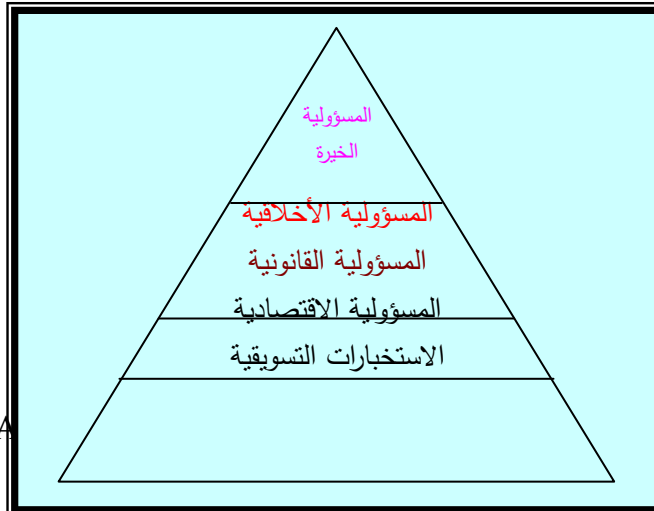 المسؤولية
الخيرة
المسؤولية الأخلاقية
المسؤولية القانونية
المسؤولية الاقتصادية
الاستخبارات التسويقية
A